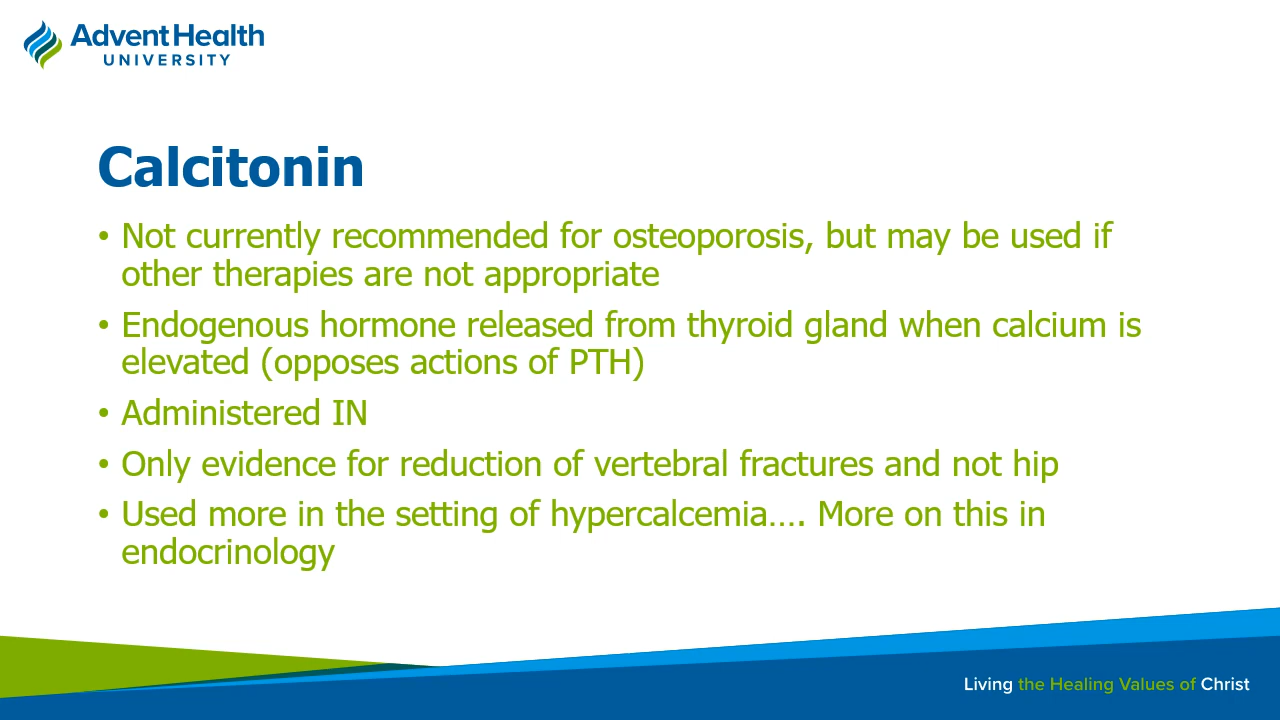 AdventHealth
UNIVERSITY
Calcitonin
• Not currently recommended for osteoporosis, but may be used if
other therapies are not appropriate
• Endogenous hormone released from thyroid gland when calcium is
elevated (opposes actions of PTH)
• Administered IN
• Only evidence for reduction of vertebral fractures and not hip
• Used more in the setting of hypercalcemia…. More on this in
endocrinology
Living the Healing Values of Christ